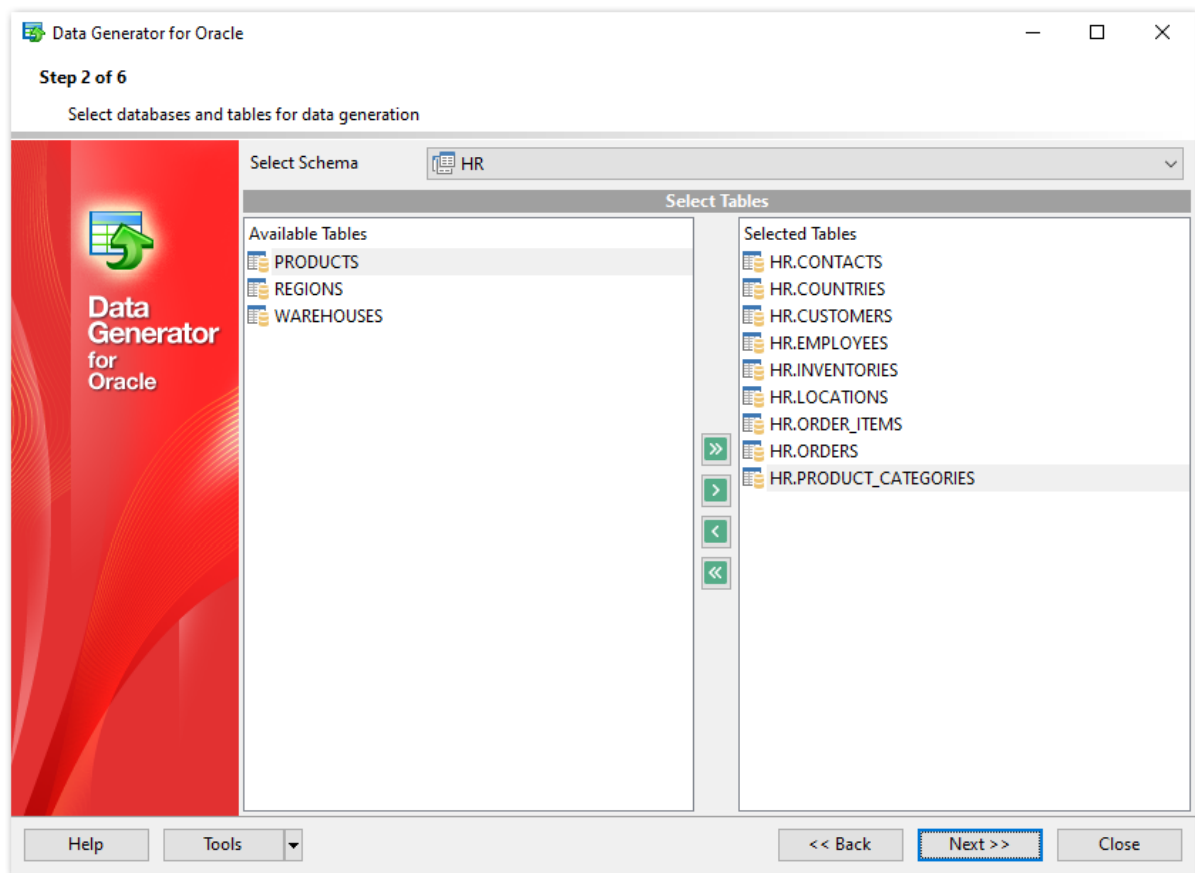 Data Generator for Oracle
Step 2 of 6
Select databases and tables for data generation
Data
Generator
for
Oracle
Select Schema
HR
Select Tables
Available Tables
PRODUCTS
REGIONS
WAREHOUSES
Selected Tables
HR.CONTACTS
HR.COUNTRIES
HR.CUSTOMERS
HR.EMPLOYEES
HR.INVENTORIES
HR.LOCATIONS
HR.ORDER_ITEMS
HR.ORDERS
HR.PRODUCT_CATEGORIES
Help
Tools
<< Back
Next >>
Close